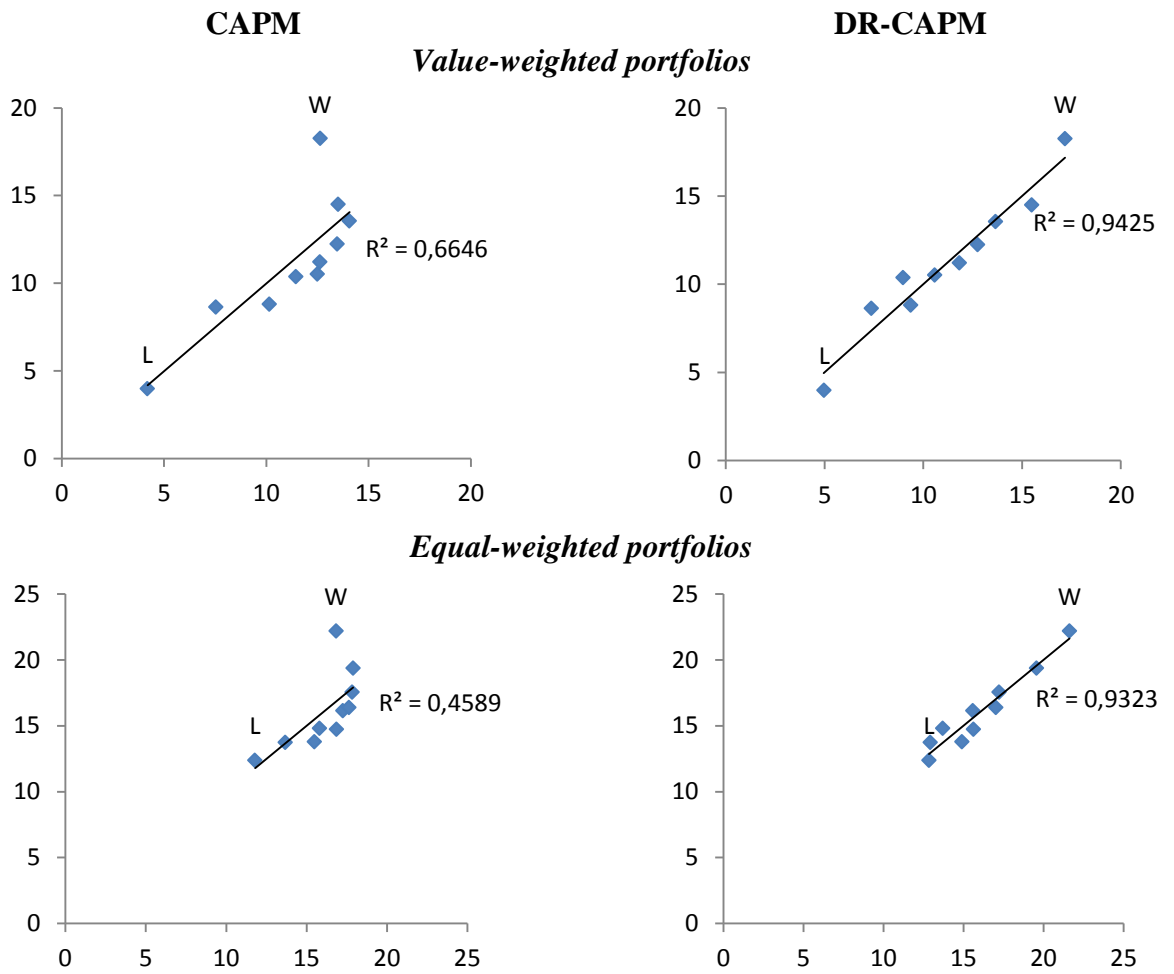 CAPM DR-CAPM
Value-weighted portfolios
W
20
15
10
5
0
R² = 0,6646
L
0 5 10 15 20
W
20
15
10
5
0
R² = 0,9425
L
0 5 10 15 20
Equal-weighted portfolios
W
25
20
15
10
5
0
R² = 0,4589
L
0 5 10 15 20 25
W
25
20
15
10
5
0
R² = 0,9323
L
0 5 10 15 20 25